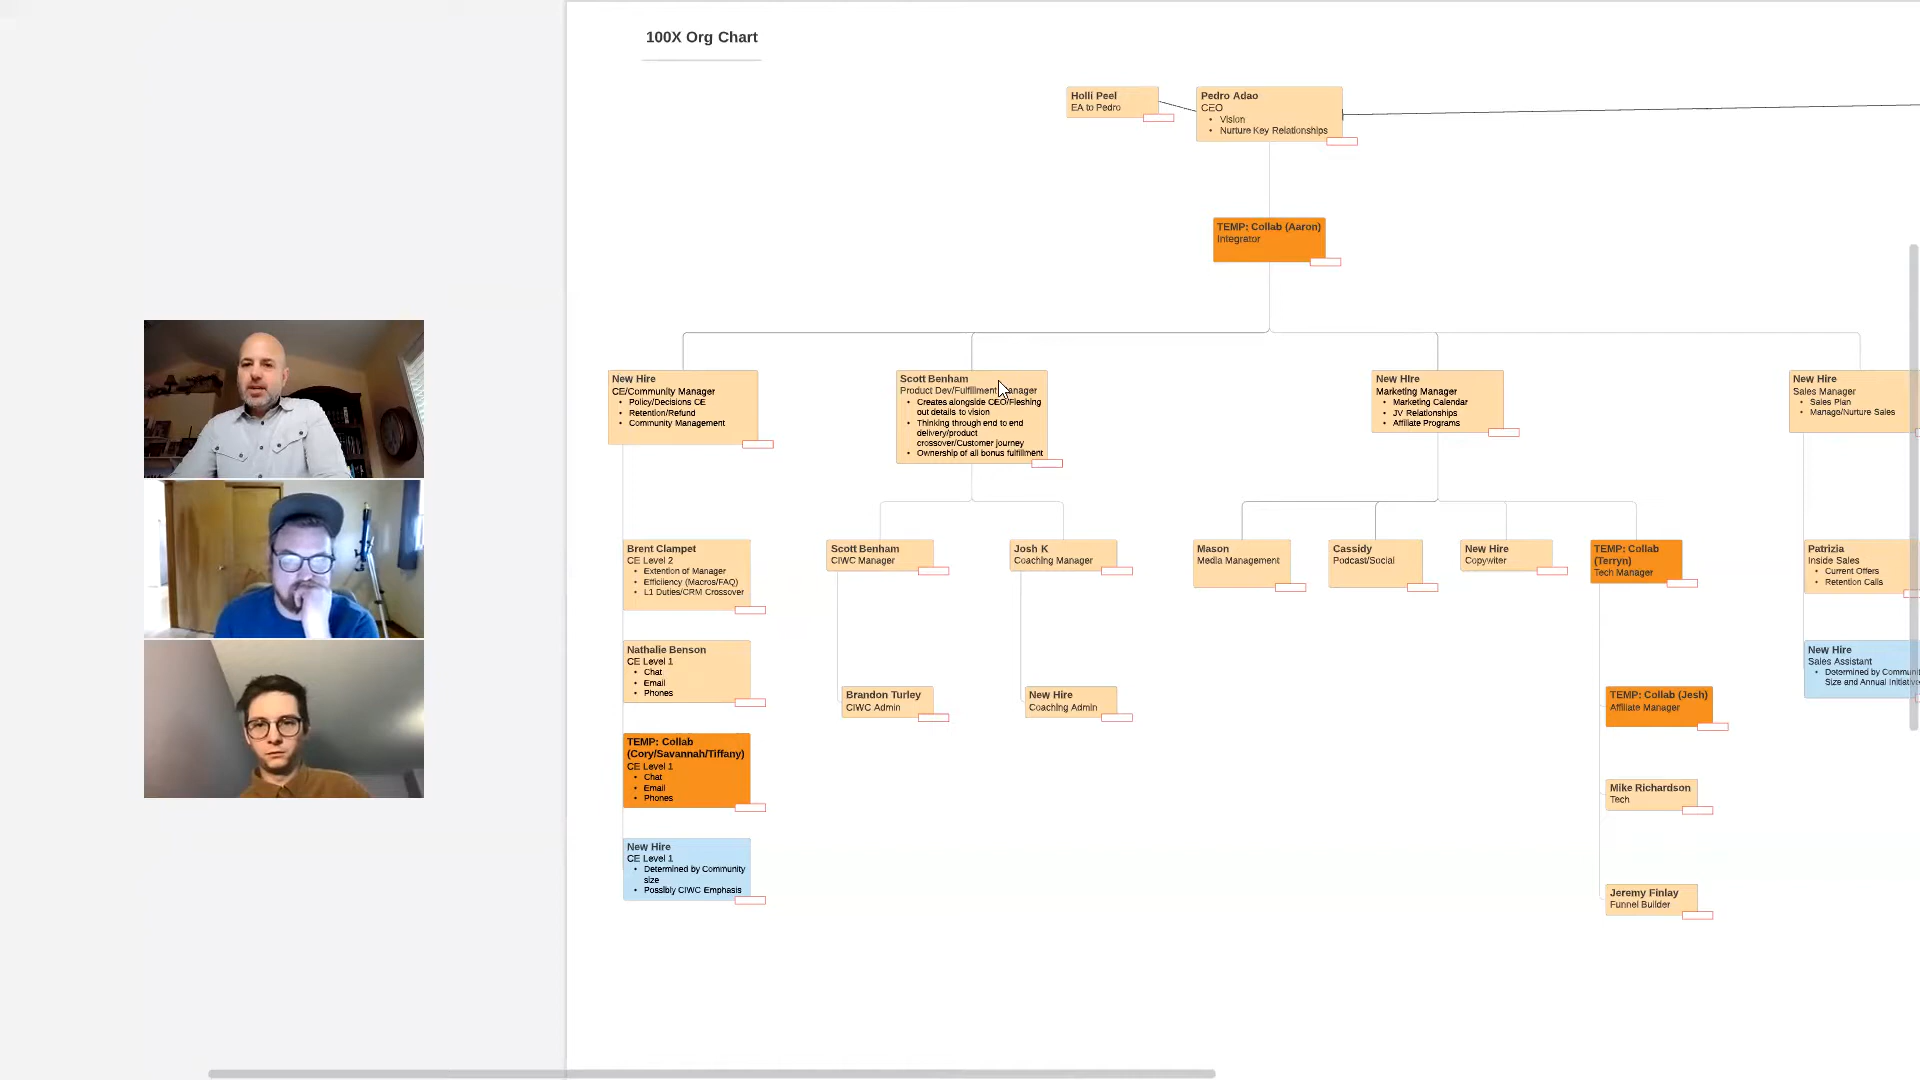 100X Org Chart
Holli Peel
EA to Pedro
Pedro Adao
CEO
• Vision
• Nurture Key Relationships
TEMP: Collab (Aaron)
Integrator
New Hire
CE/Community Manager
• Policy/Decisions CE
• Retention/Refund
• Community Management
Scott Benham
Product Dev/Fulfillment Manager
• Creates alongside CEO/Fleshing
out details to vision
• Thinking through end to end
delivery/product
crossover/Customer journey
• Ownership of all bonus fulfillment
New HIre
Marketing Manager
• Marketing Calendar
• JV Relationships
• Affiliate Programs
New Hire
Sales Manager
• Sales Plan
• Manage/Nurture Sales
Brent Clampet
CE Level 2
• Extention of Manager
• Efficiency (Macros/FAQ)
• L1 Duties/CRM Crossover
Nathalie Benson
CE Level 1
• Chat
• Email
• Phones
TEMP: Collab
(Cory/Savannah/Tiffany)
CE Level 1
• Chat
• Email
• Phones
New Hire
CE Level 1
• Determined by Community
size
• Possibly CIWC Emphasis
Scott Benham
CIWC Manager
Brandon Turley
CIWC Admin
Josh K
Coaching Manager
New Hire
Coaching Admin
Mason
Media Management
Cassidy
Podcast/Social
New Hire
Copywiter
TEMP: Collab
(Terryn)
Tech Manager
TEMP: Collab (Jesh)
Affiliate Manager
Mike Richardson
Tech
Jeremy Finlay
Funnel Builder
Patrizia
Inside Sales
• Current Offers
• Retention Calls
New Hire
Sales Assistant
• Determined by Communi
Size and Annual Initiative